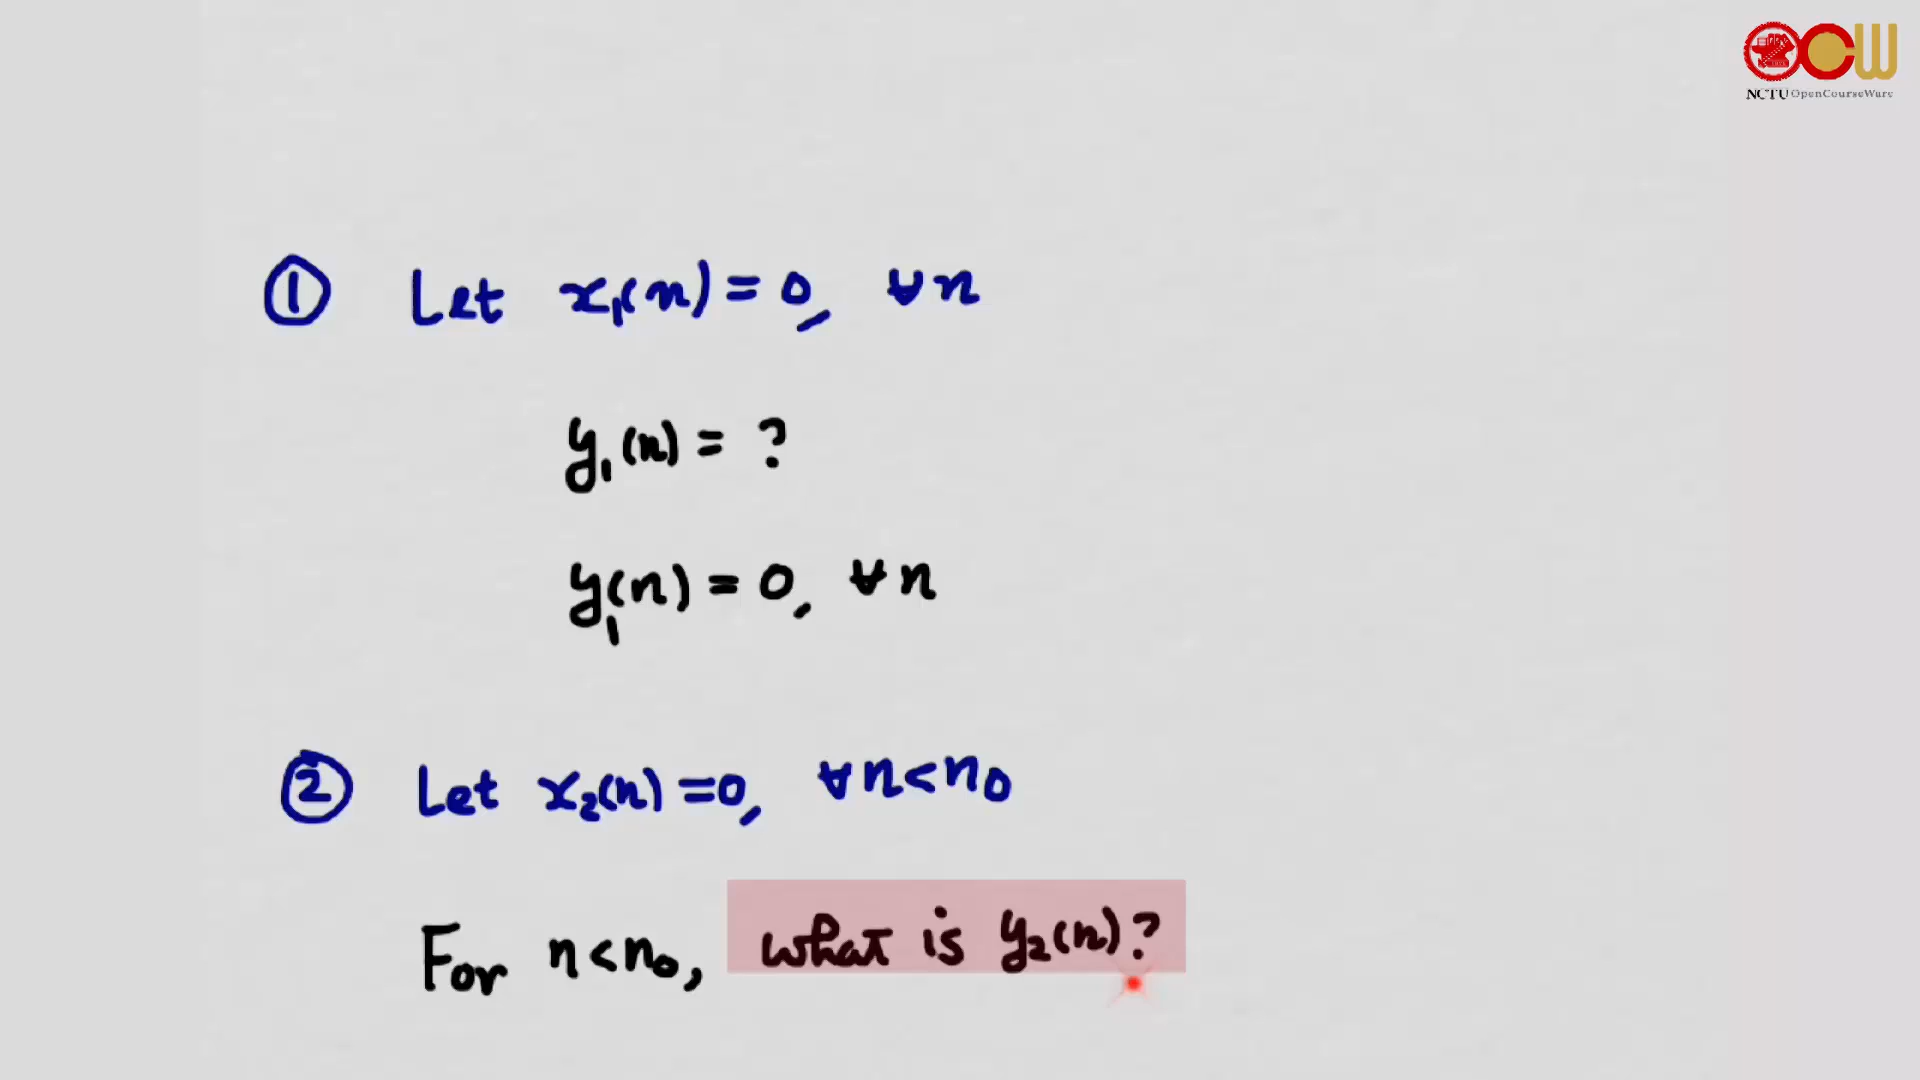 OCW
NCTU OpenCourseWare
① Let x₁(n) = 0, ∀n
y₁(n) = ?
y₁(n) = 0, ∀n
② Let x₂(n) = 0, ∀n<n₀
For n<n₀, what is y₂(n)?